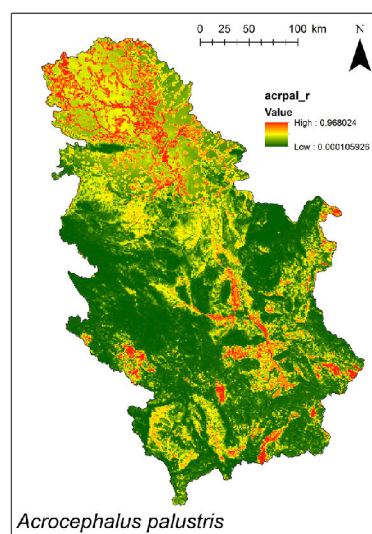 0 25 50 100 km
N
acrpal_r
Value
High : 0.968024
Low : 0.000105926
Acrocephalus palustris